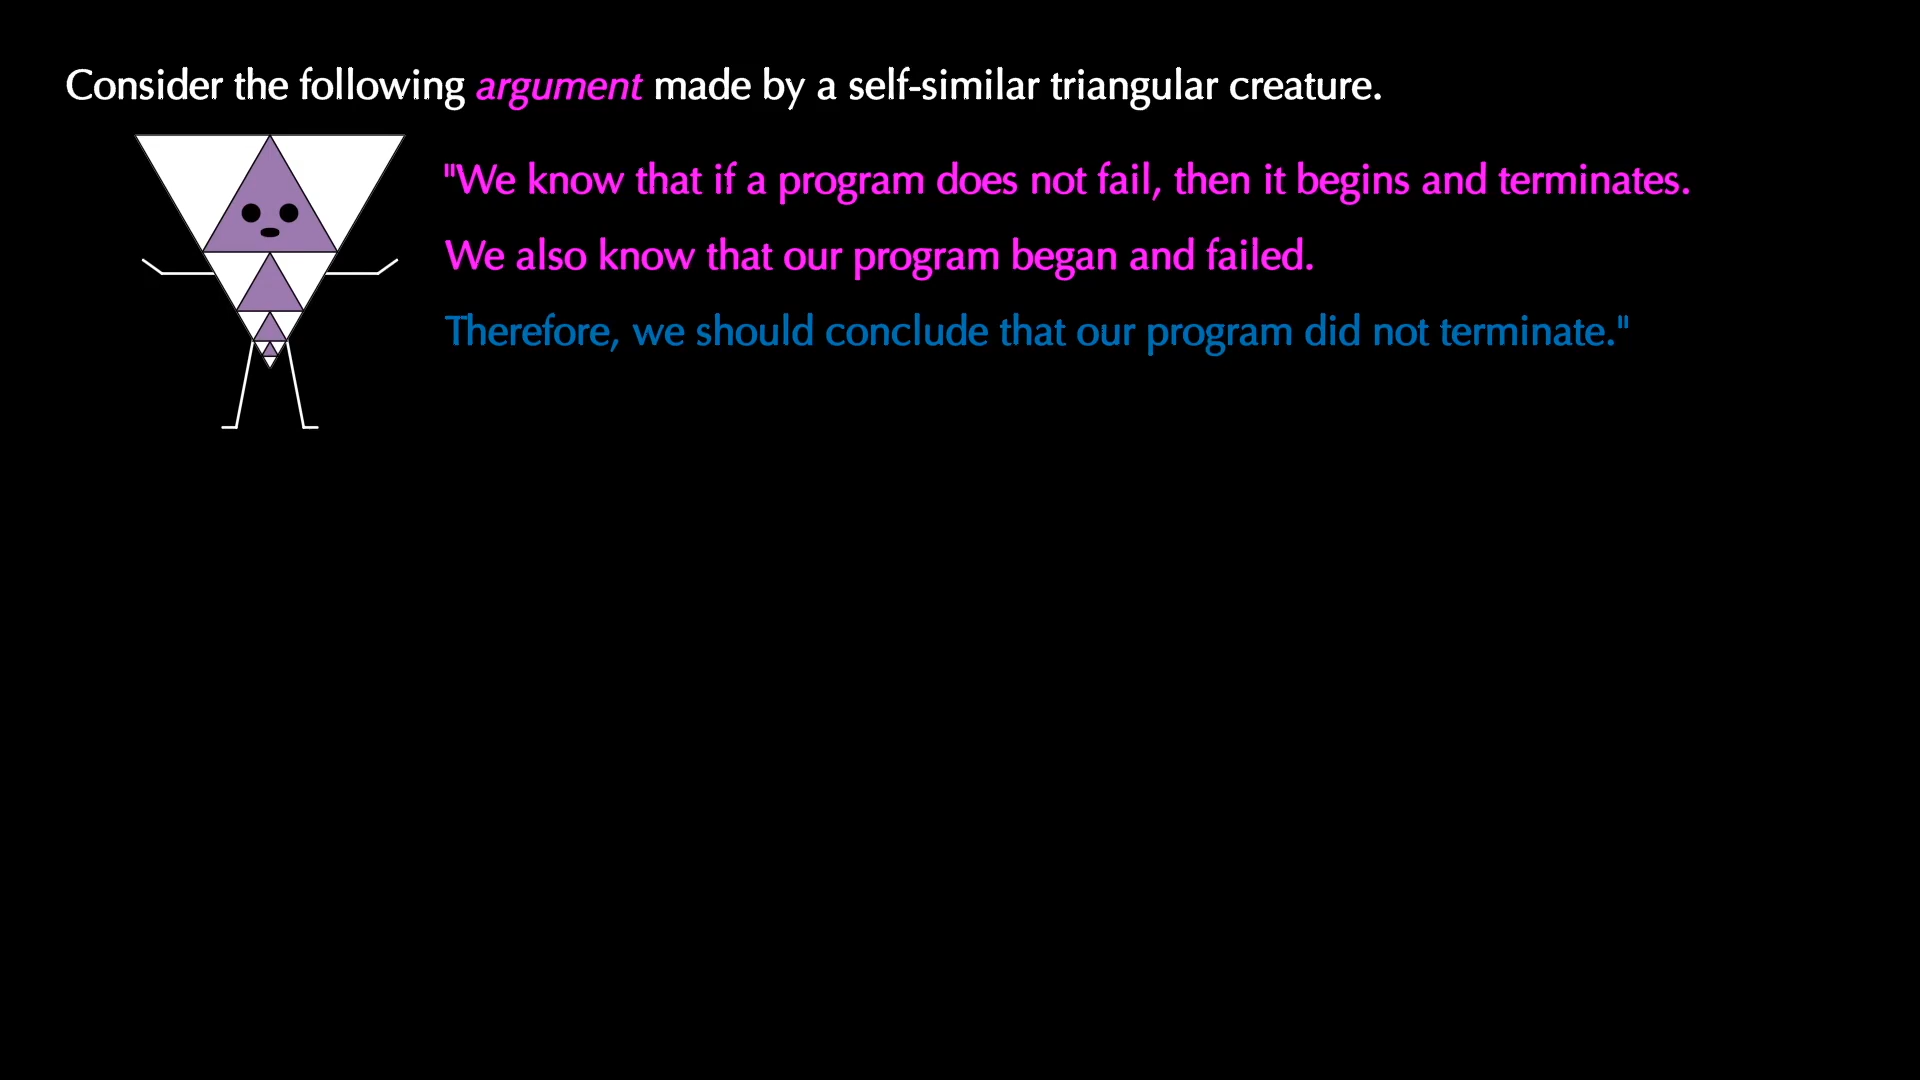 Consider the following argument made by a self-similar triangular creature.
"We know that if a program does not fail, then it begins and terminates.
We also know that our program began and failed.
Therefore, we should conclude that our program did not terminate."